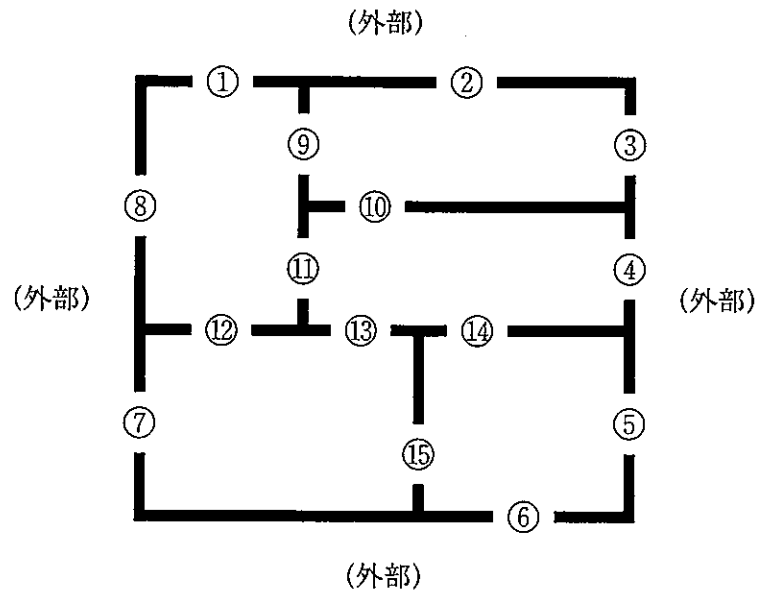 (外部)
① ②
⑨ ③
⑧ ⑩
⑪ ④
(外部) (外部)
⑫ ⑬ ⑭
⑦ ⑤
⑮
⑥
(外部)